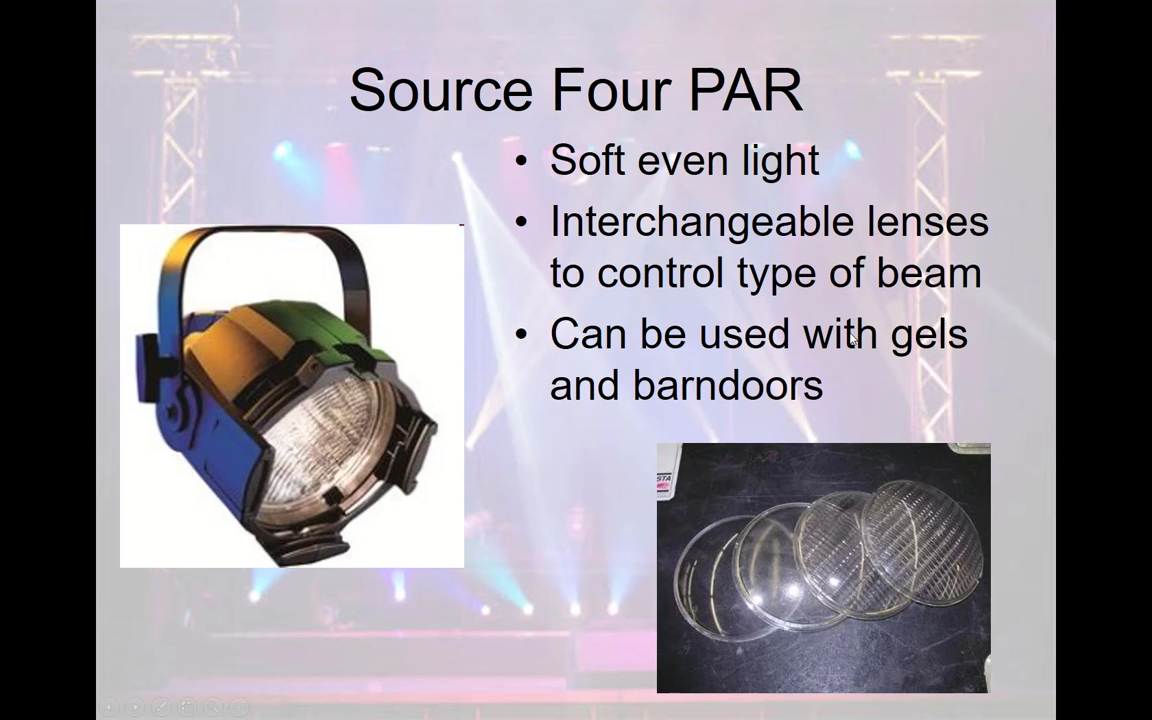 Source Four PAR
• Soft even light
• Interchangeable lenses
to control type of beam
• Can be used with gels
and barndoors